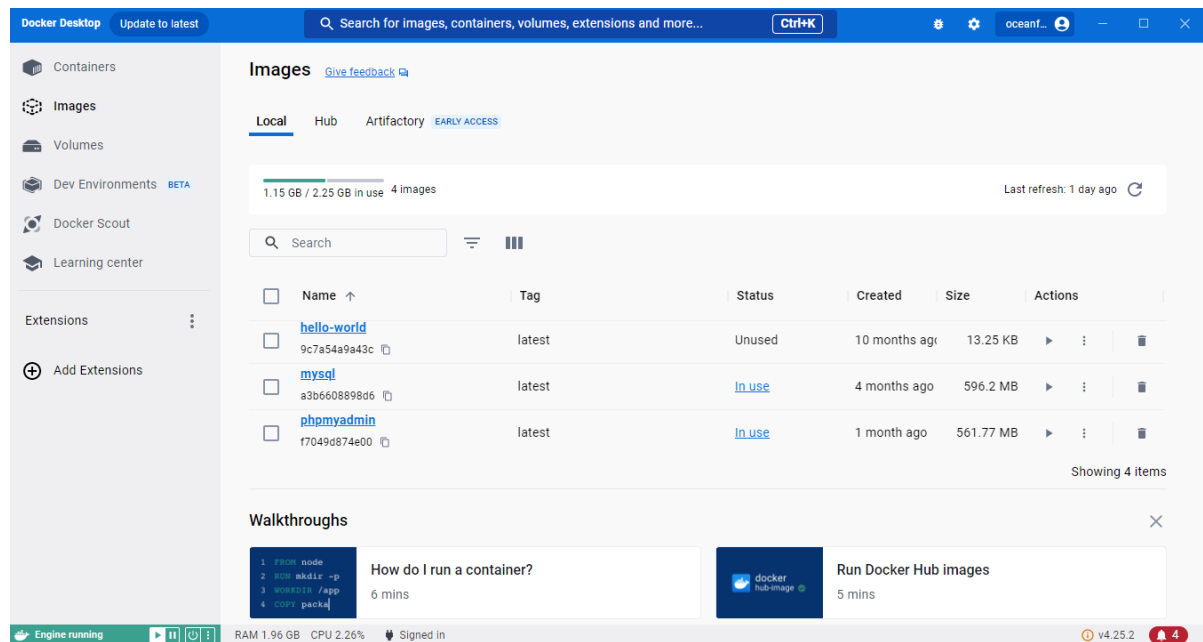 Docker Desktop Update to latest Search for images, containers, volumes, extensions and more... Ctrl+K oceanf...
Containers
Images
Volumes
Dev Environments BETA
Docker Scout
Learning center
Extensions
Add Extensions
Images Give feedback
Local Hub Artifactory EARLY ACCESS
1.15 GB / 2.25 GB in use 4 images Last refresh: 1 day ago
Search
Name Tag Status Created Size Actions
hello-world
9c7a54a9a43c latest Unused 10 months ago 13.25 KB
mysql
a3b6608898d6 latest In use 4 months ago 596.2 MB
phpmyadmin
f7049d874e00 latest In use 1 month ago 561.77 MB
Showing 4 items
Walkthroughs
1 FROM node
2 RUN mkdir -p
3 WORKDIR /app
4 COPY packa
How do I run a container?
6 mins
docker
hub-image
Run Docker Hub images
5 mins
Engine running RAM 1.96 GB CPU 2.26% Signed in v4.25.2 4